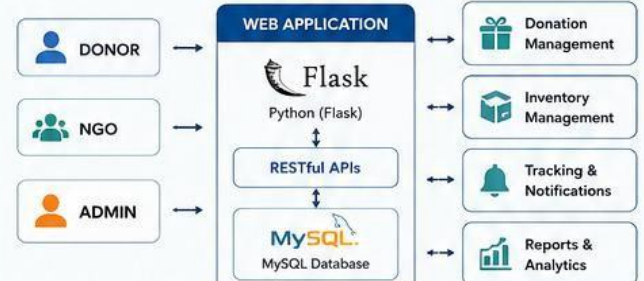 DONOR
NGO
ADMIN
WEB APPLICATION
Flask
Python (Flask)
RESTful APIs
MySQL.
MySQL Database
Donation
Management
Inventory
Management
Tracking &
Notifications
Reports &
Analytics